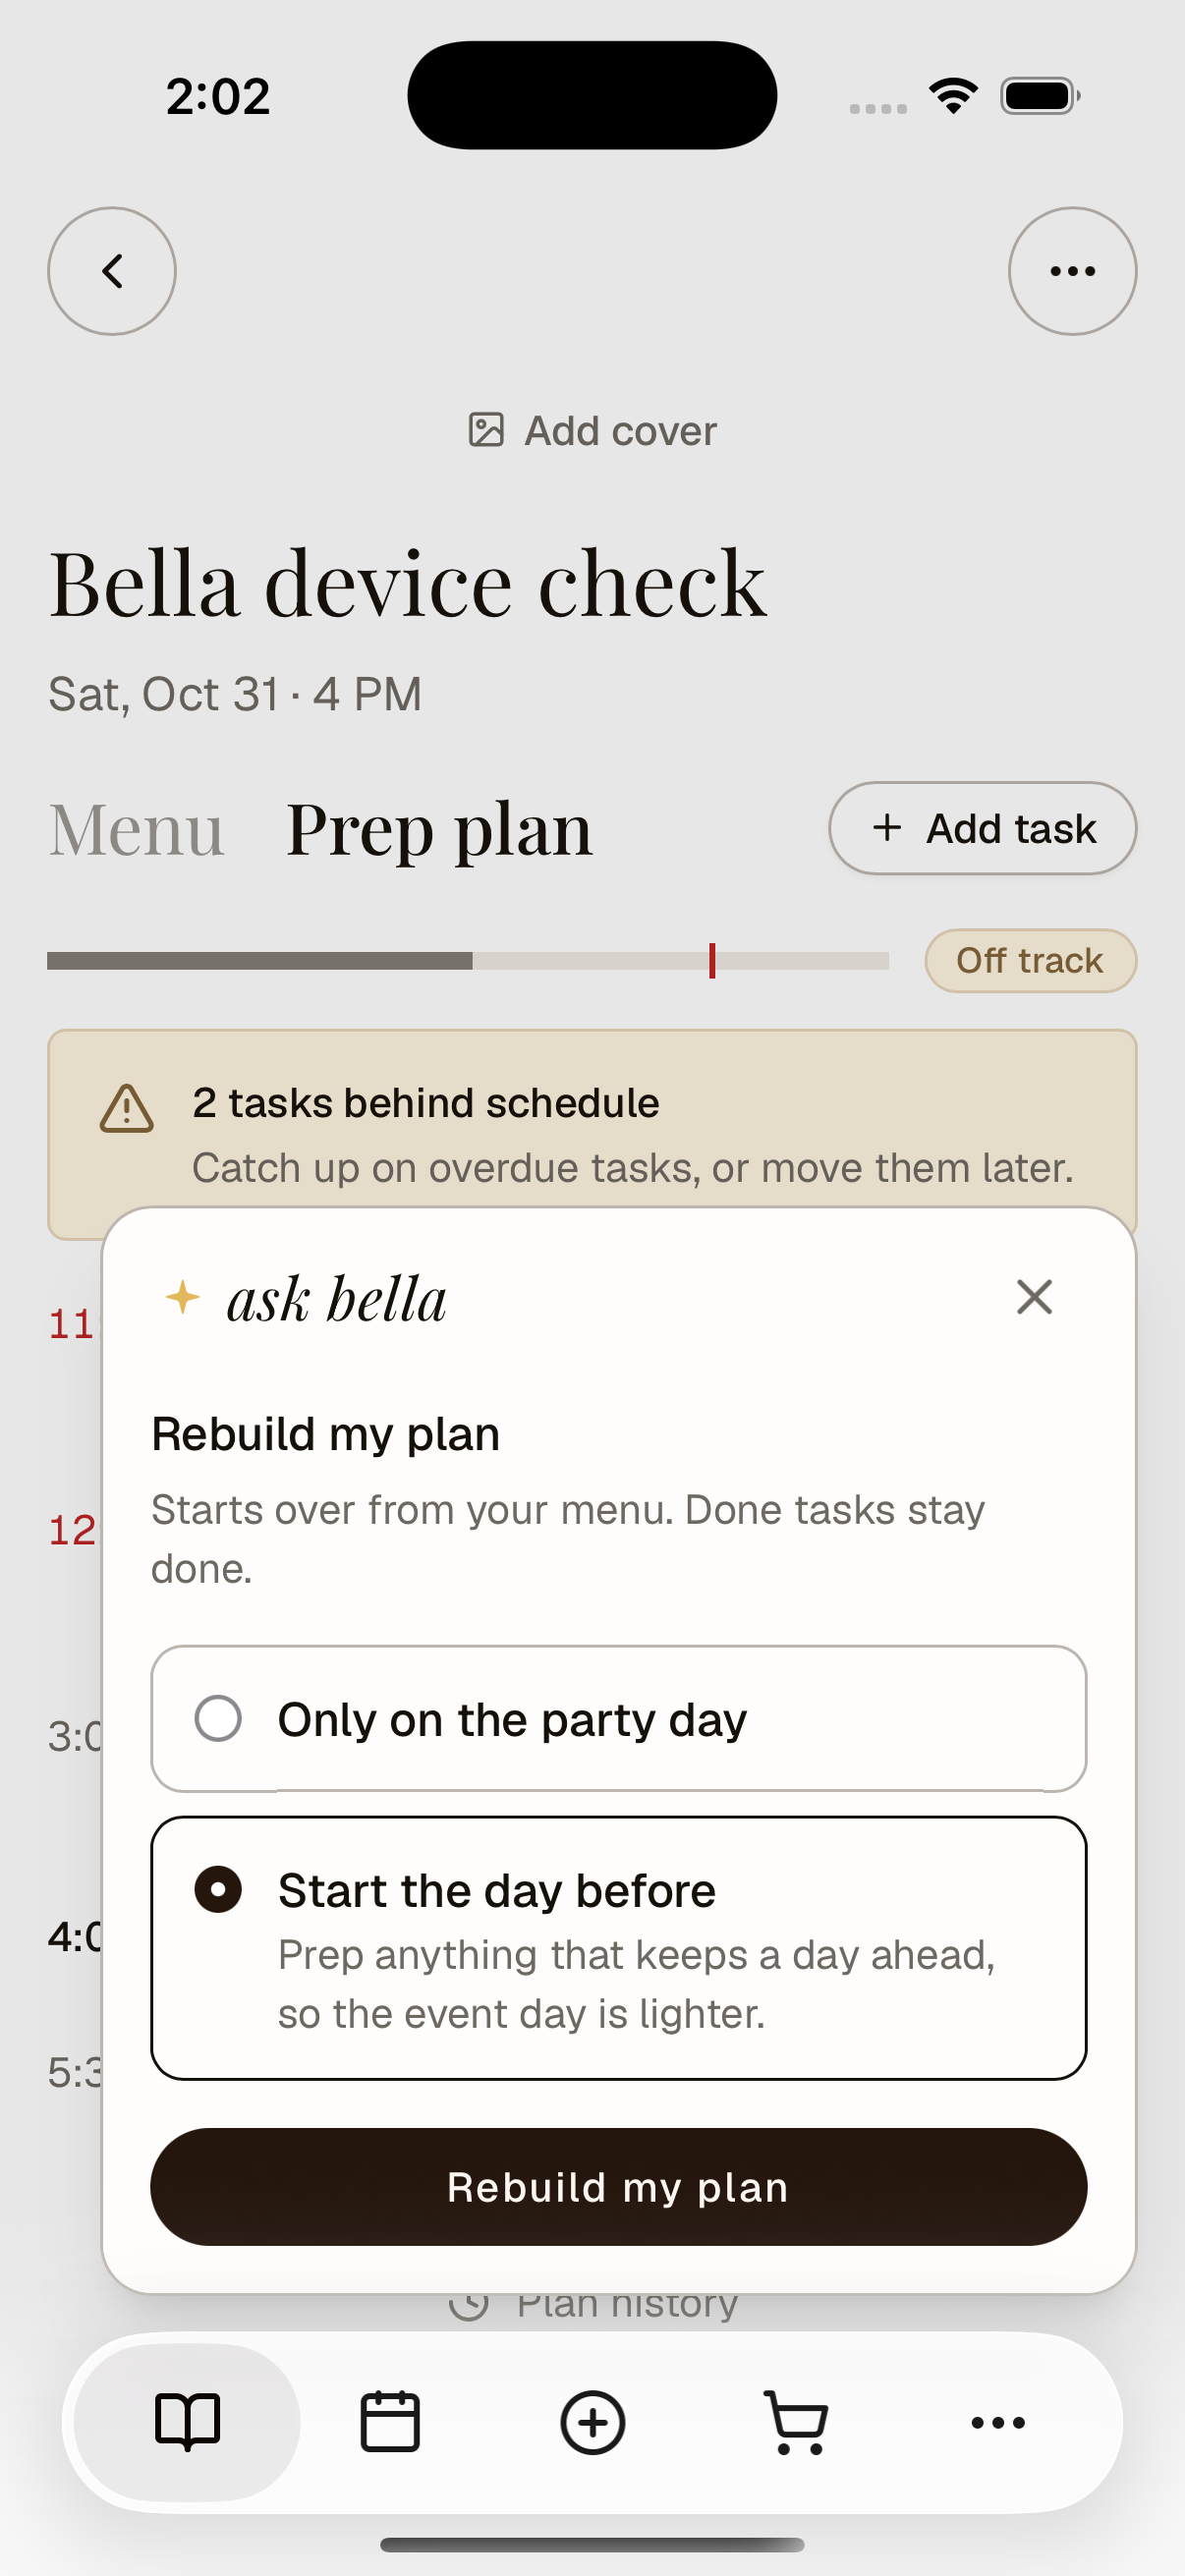 2:02
Add cover
Bella device check
Sat, Oct 31 · 4 PM
Menu Prep plan + Add task
Off track
2 tasks behind schedule
Catch up on overdue tasks, or move them later.
ask bella
Rebuild my plan
Starts over from your menu. Done tasks stay
done.
Only on the party day
Start the day before
Prep anything that keeps a day ahead,
so the event day is lighter.
Rebuild my plan
Plan history